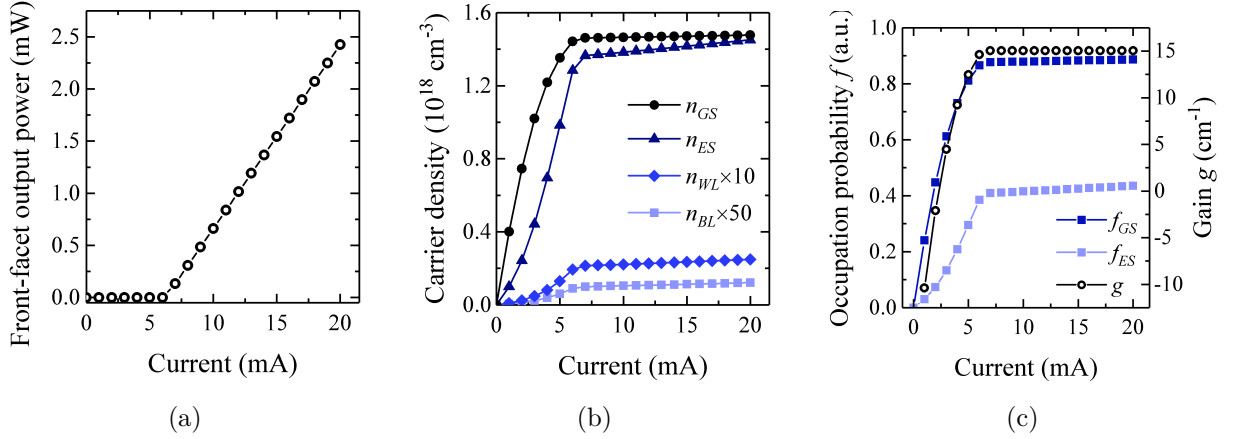 Front-facet output power (mW)
2.5
2.0
1.5
1.0
0.5
0.0
0
5
10
15
20
Current (mA)
(a)
Carrier density (10^18 cm^-3)
1.6
1.2
0.8
0.4
0.0
n_GS
n_ES
n_WL×10
n_BL×50
0
5
10
15
20
Current (mA)
(b)
Occupation probability f (a.u.)
1.0
0.8
0.6
0.4
0.2
0.0
f_GS
f_ES
g
15
10
5
0
-5
-10
Gain g (cm^-1)
0
5
10
15
20
Current (mA)
(c)